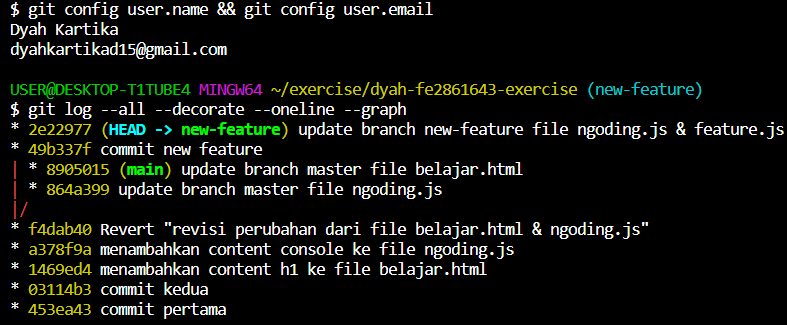 $ git config user.name && git config user.email
Dyah Kartika
dyahkartikad15@gmail.com
USER@DESKTOP-T1TUBE4 MINGW64 ~/exercise/dyah-fe2861643-exercise (new-feature)
$ git log --all --decorate --oneline --graph
* 2e22977 (HEAD -> new-feature) update branch new-feature file ngoding.js & feature.js
* 49b337f commit new feature
| * 8905015 (main) update branch master file belajar.html
| * 864a399 update branch master file ngoding.js
|/
* f4dab40 Revert "revisi perubahan dari file belajar.html & ngoding.js"
* a378f9a menambahkan content console ke file ngoding.js
* 1469ed4 menambahkan content h1 ke file belajar.html
* 03114b3 commit kedua
* 453ea43 commit pertama